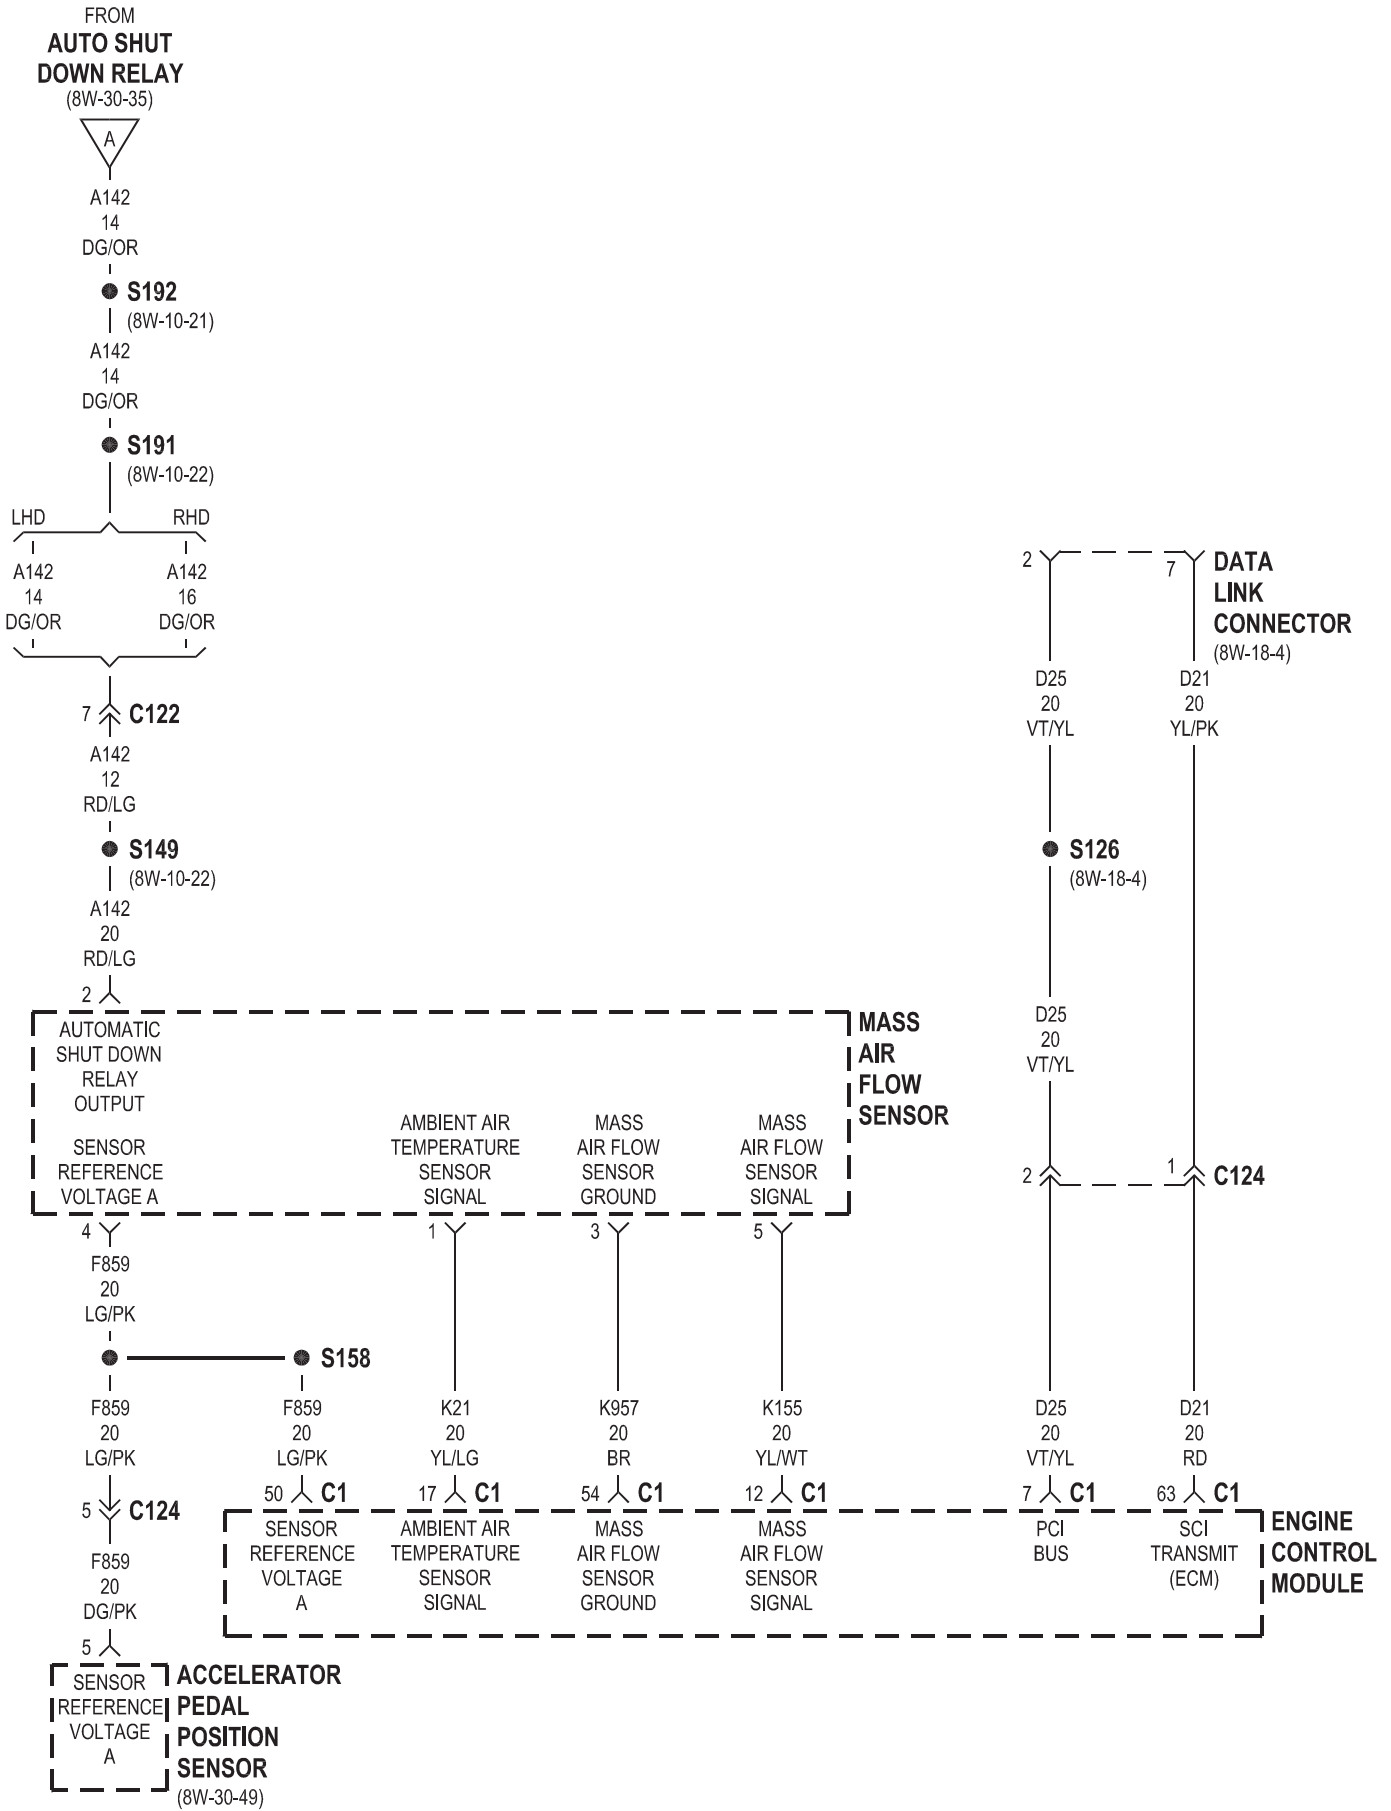 FROM
AUTO SHUT
DOWN RELAY
(8W-30-35)
A
A142
14
DG/OR
S192
(8W-10-21)
A142
14
DG/OR
S191
(8W-10-22)
LHD
RHD
A142
14
DG/OR
A142
16
DG/OR
7
C122
A142
12
RD/LG
S149
(8W-10-22)
A142
20
RD/LG
2
AUTOMATIC
SHUT DOWN
RELAY
OUTPUT
SENSOR
REFERENCE
VOLTAGE A
AMBIENT AIR
TEMPERATURE
SENSOR
SIGNAL
MASS
AIR FLOW
SENSOR
GROUND
MASS
AIR FLOW
SENSOR
SIGNAL
MASS
AIR
FLOW
SENSOR
4
1
3
5
F859
20
LG/PK
S158
F859
20
LG/PK
F859
20
LG/PK
K21
20
YL/LG
K957
20
BR
K155
20
YL/WT
2
7
DATA
LINK
CONNECTOR
(8W-18-4)
D25
20
VT/YL
D21
20
YL/PK
S126
(8W-18-4)
D25
20
VT/YL
2
1
C124
D25
20
VT/YL
D21
20
RD
50
C1
17
C1
54
C1
12
C1
7
C1
63
C1
SENSOR
REFERENCE
VOLTAGE
A
AMBIENT AIR
TEMPERATURE
SENSOR
SIGNAL
MASS
AIR FLOW
SENSOR
GROUND
MASS
AIR FLOW
SENSOR
SIGNAL
PCI
BUS
SCI
TRANSMIT
(ECM)
ENGINE
CONTROL
MODULE
5
C124
F859
20
DG/PK
5
SENSOR
REFERENCE
VOLTAGE
A
ACCELERATOR
PEDAL
POSITION
SENSOR
(8W-30-49)